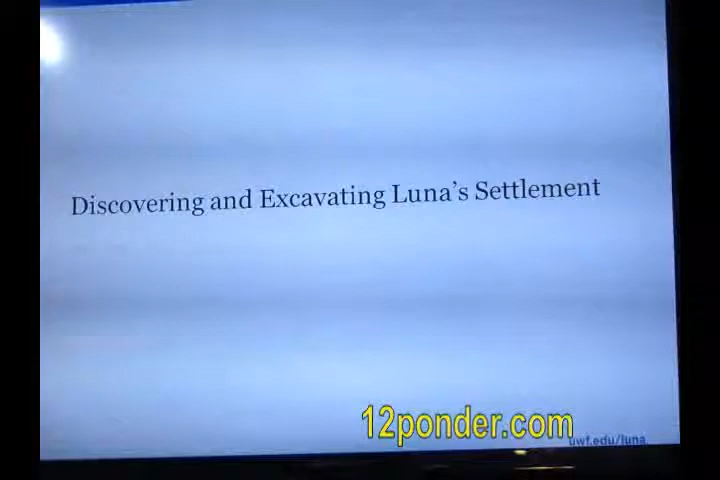 Discovering and Excavating Luna's Settlement
12ponder.com
uwf.edu/luna